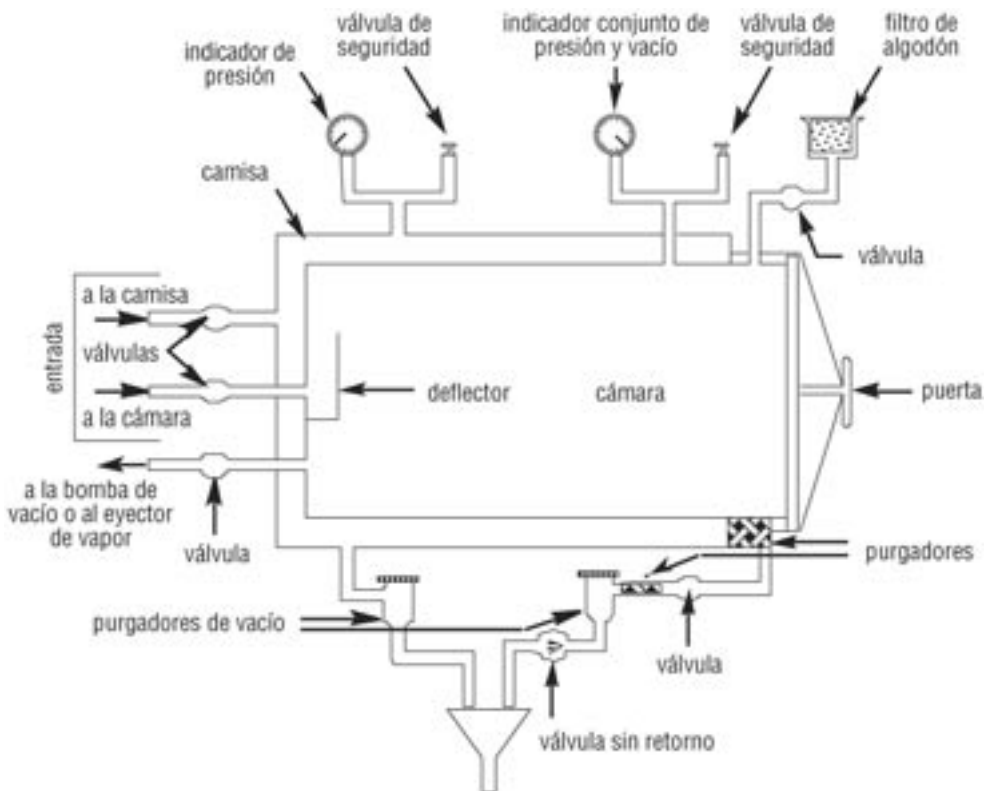 indicador de
presión
válvula de
seguridad
indicador conjunto de
presión y vacío
válvula de
seguridad
filtro de
algodón
camisa
válvula
entrada
a la camisa
válvulas
a la cámara
deflector
cámara
puerta
a la bomba de
vacío o al eyector
de vapor
válvula
purgadores
purgadores de vacío
válvula
válvula sin retorno